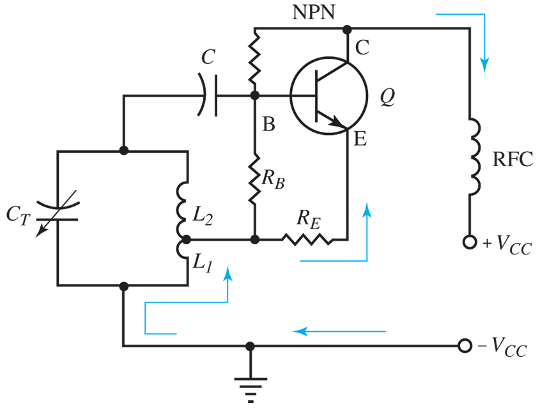 NPN
C
C
Q
B
E
RFC
R_B
C_T
L_2
R_E
+ V_CC
L_1
− V_CC